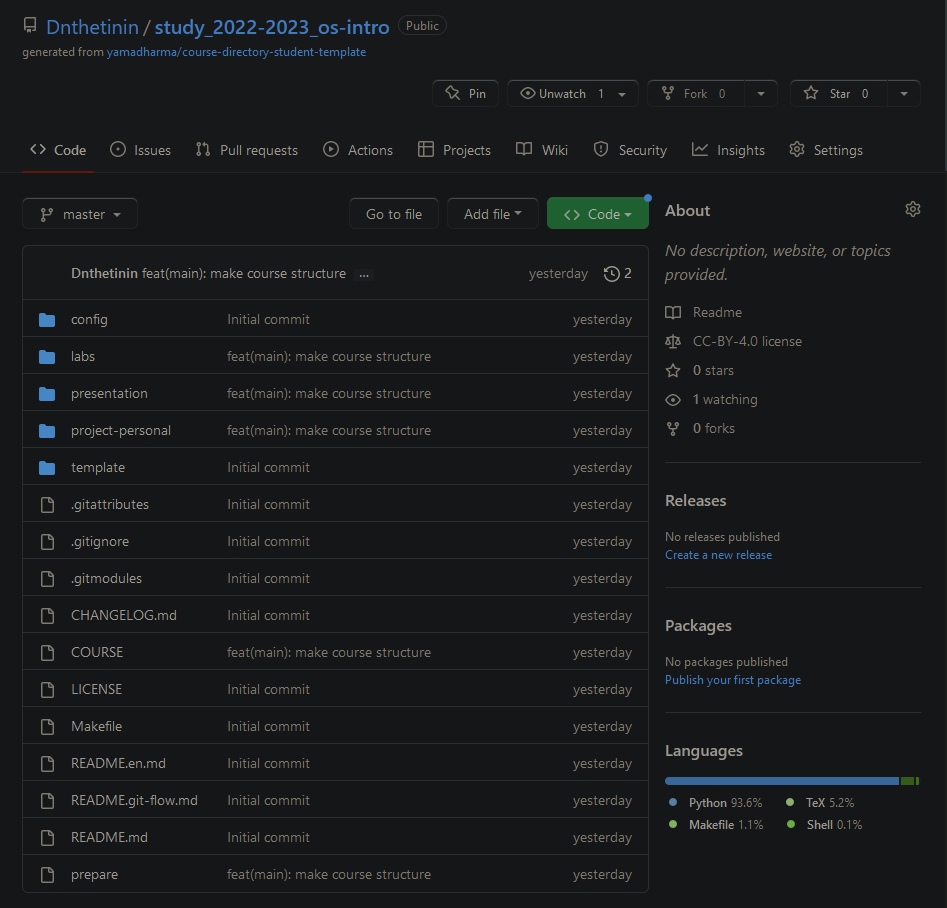 Dnthetinin / study_2022-2023_os-intro Public
generated from yamadharma/course-directory-student-template
Pin Unwatch 1 Fork 0 Star 0
Code Issues Pull requests Actions Projects Wiki Security Insights Settings
master Go to file Add file Code
Dnthetinin feat(main): make course structure ... yesterday 2
config Initial commit yesterday
labs feat(main): make course structure yesterday
presentation feat(main): make course structure yesterday
project-personal feat(main): make course structure yesterday
template Initial commit yesterday
.gitattributes Initial commit yesterday
.gitignore Initial commit yesterday
.gitmodules Initial commit yesterday
CHANGELOG.md Initial commit yesterday
COURSE feat(main): make course structure yesterday
LICENSE Initial commit yesterday
Makefile Initial commit yesterday
README.en.md Initial commit yesterday
README.git-flow.md Initial commit yesterday
README.md Initial commit yesterday
prepare feat(main): make course structure yesterday
About
No description, website, or topics
provided.
Readme
CC-BY-4.0 license
0 stars
1 watching
0 forks
Releases
No releases published
Create a new release
Packages
No packages published
Publish your first package
Languages
Python 93.6% TeX 5.2%
Makefile 1.1% Shell 0.1%